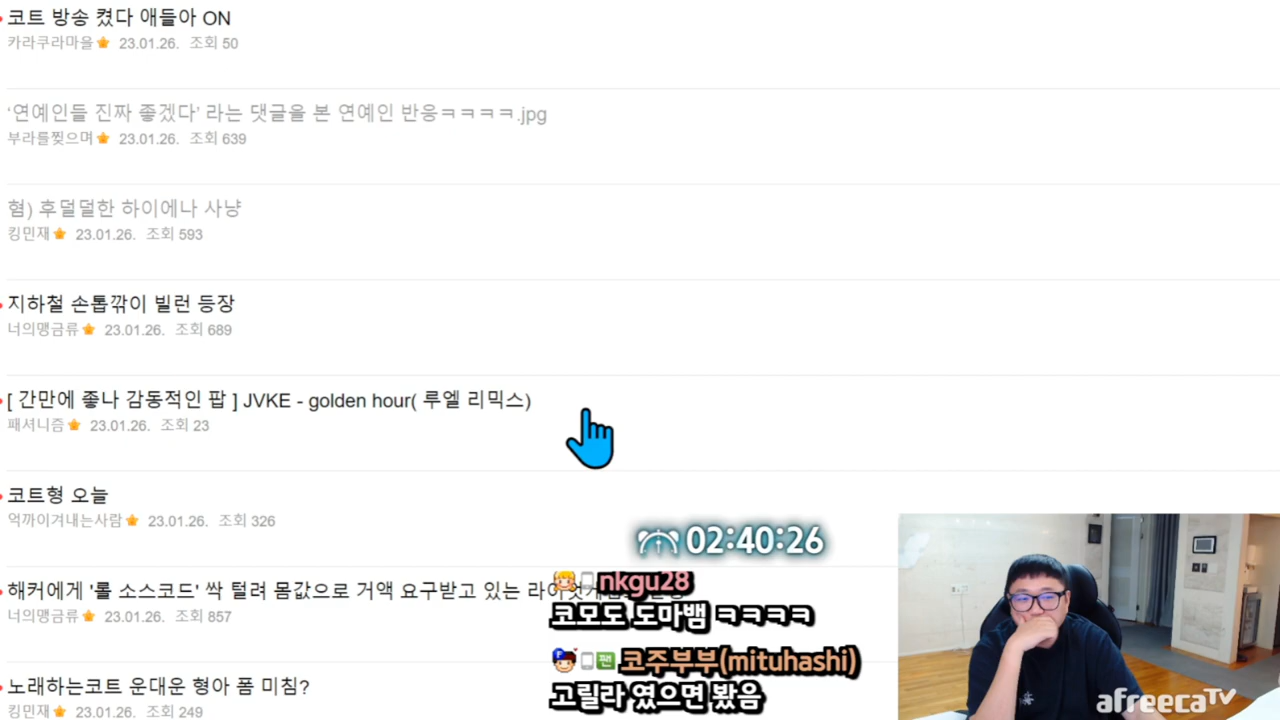 코트 방송 켰다 애들아 ON
카라쿠라마을 23.01.26. 조회 50
‘연예인들 진짜 좋겠다’ 라는 댓글을 본 연예인 반응ㅋㅋㅋㅋ.jpg
부라를찢으며 23.01.26. 조회 639
혐) 후덜덜한 하이에나 사냥
킹민재 23.01.26. 조회 593
지하철 손톱깎이 빌런 등장
너의맹금류 23.01.26. 조회 689
[ 간만에 좋나 감동적인 팝 ] JVKE - golden hour( 루엘 리믹스)
패셔니즘 23.01.26. 조회 23
코트형 오늘
억까이겨내는사람 23.01.26. 조회 326
해커에게 '롤 소스코드' 싹 털려 몸값으로 거액 요구받고 있는
너의맹금류 23.01.26. 조회 857
노래하는코트 운대운 형아 폼 미침?
킹민재 23.01.26. 조회 249
02:40:26
nkgu28
코모도 도마뱀 ㅋㅋㅋㅋ
팬 코주부부(mituhashi)
고릴라 였으면 봤음
afreecaTV